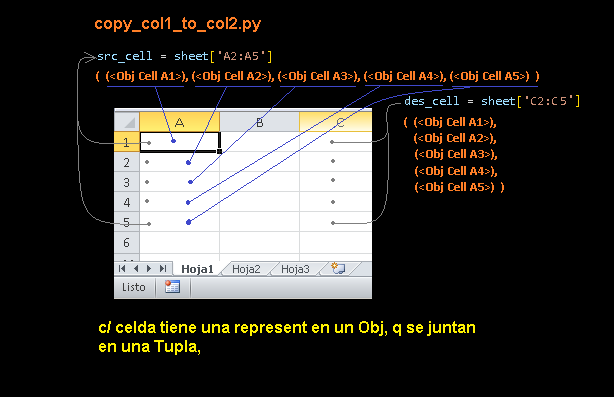 copy_col1_to_col2.py
src_cell = sheet['A2:A5']
( (<Obj Cell A1>), (<Obj Cell A2>), (<Obj Cell A3>), (<Obj Cell A4>), (<Obj Cell A5>) )
des_cell = sheet['C2:C5']
( (<Obj Cell A1>),
(<Obj Cell A2>),
(<Obj Cell A3>),
(<Obj Cell A4>),
(<Obj Cell A5>) )
A B C
1
2
3
4
5
Hoja1 Hoja2 Hoja3
Listo
c/ celda tiene una represent en un Obj, q se juntan
en una Tupla,